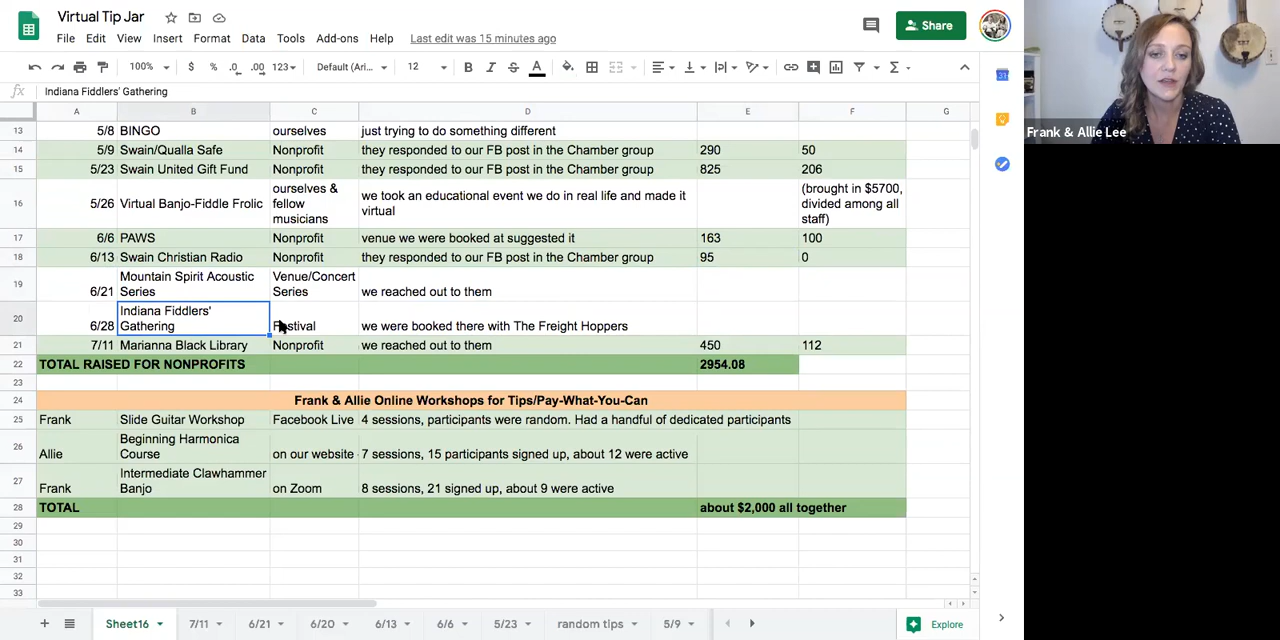 Virtual Tip Jar
File Edit View Insert Format Data Tools Add-ons Help Last edit was 15 minutes ago
Share
100% $ % .0 .00 123 Default (Ari... 12 B I S A
fx Indiana Fiddlers' Gathering
A B C D E F G
13 5/8 BINGO ourselves just trying to do something different
14 5/9 Swain/Qualla Safe Nonprofit they responded to our FB post in the Chamber group 290 50
15 5/23 Swain United Gift Fund Nonprofit they responded to our FB post in the Chamber group 825 206
16 5/26 Virtual Banjo-Fiddle Frolic ourselves & fellow musicians we took an educational event we do in real life and made it virtual (brought in $5700, divided among all staff)
17 6/6 PAWS Nonprofit venue we were booked at suggested it 163 100
18 6/13 Swain Christian Radio Nonprofit they responded to our FB post in the Chamber group 95 0
19 6/21 Mountain Spirit Acoustic Series Venue/Concert Series we reached out to them
20 6/28 Indiana Fiddlers' Gathering Festival we were booked there with The Freight Hoppers
21 7/11 Marianna Black Library Nonprofit we reached out to them 450 112
22 TOTAL RAISED FOR NONPROFITS 2954.08
23
24 Frank & Allie Online Workshops for Tips/Pay-What-You-Can
25 Frank Slide Guitar Workshop Facebook Live 4 sessions, participants were random. Had a handful of dedicated participants
26 Allie Beginning Harmonica Course on our website - 7 sessions, 15 participants signed up, about 12 were active
27 Frank Intermediate Clawhammer Banjo on Zoom 8 sessions, 21 signed up, about 9 were active
28 TOTAL about $2,000 all together
29
30
31
32
33
Sheet16 7/11 6/21 6/20 6/13 6/6 5/23 random tips 5/9 Explore
Frank & Allie Lee